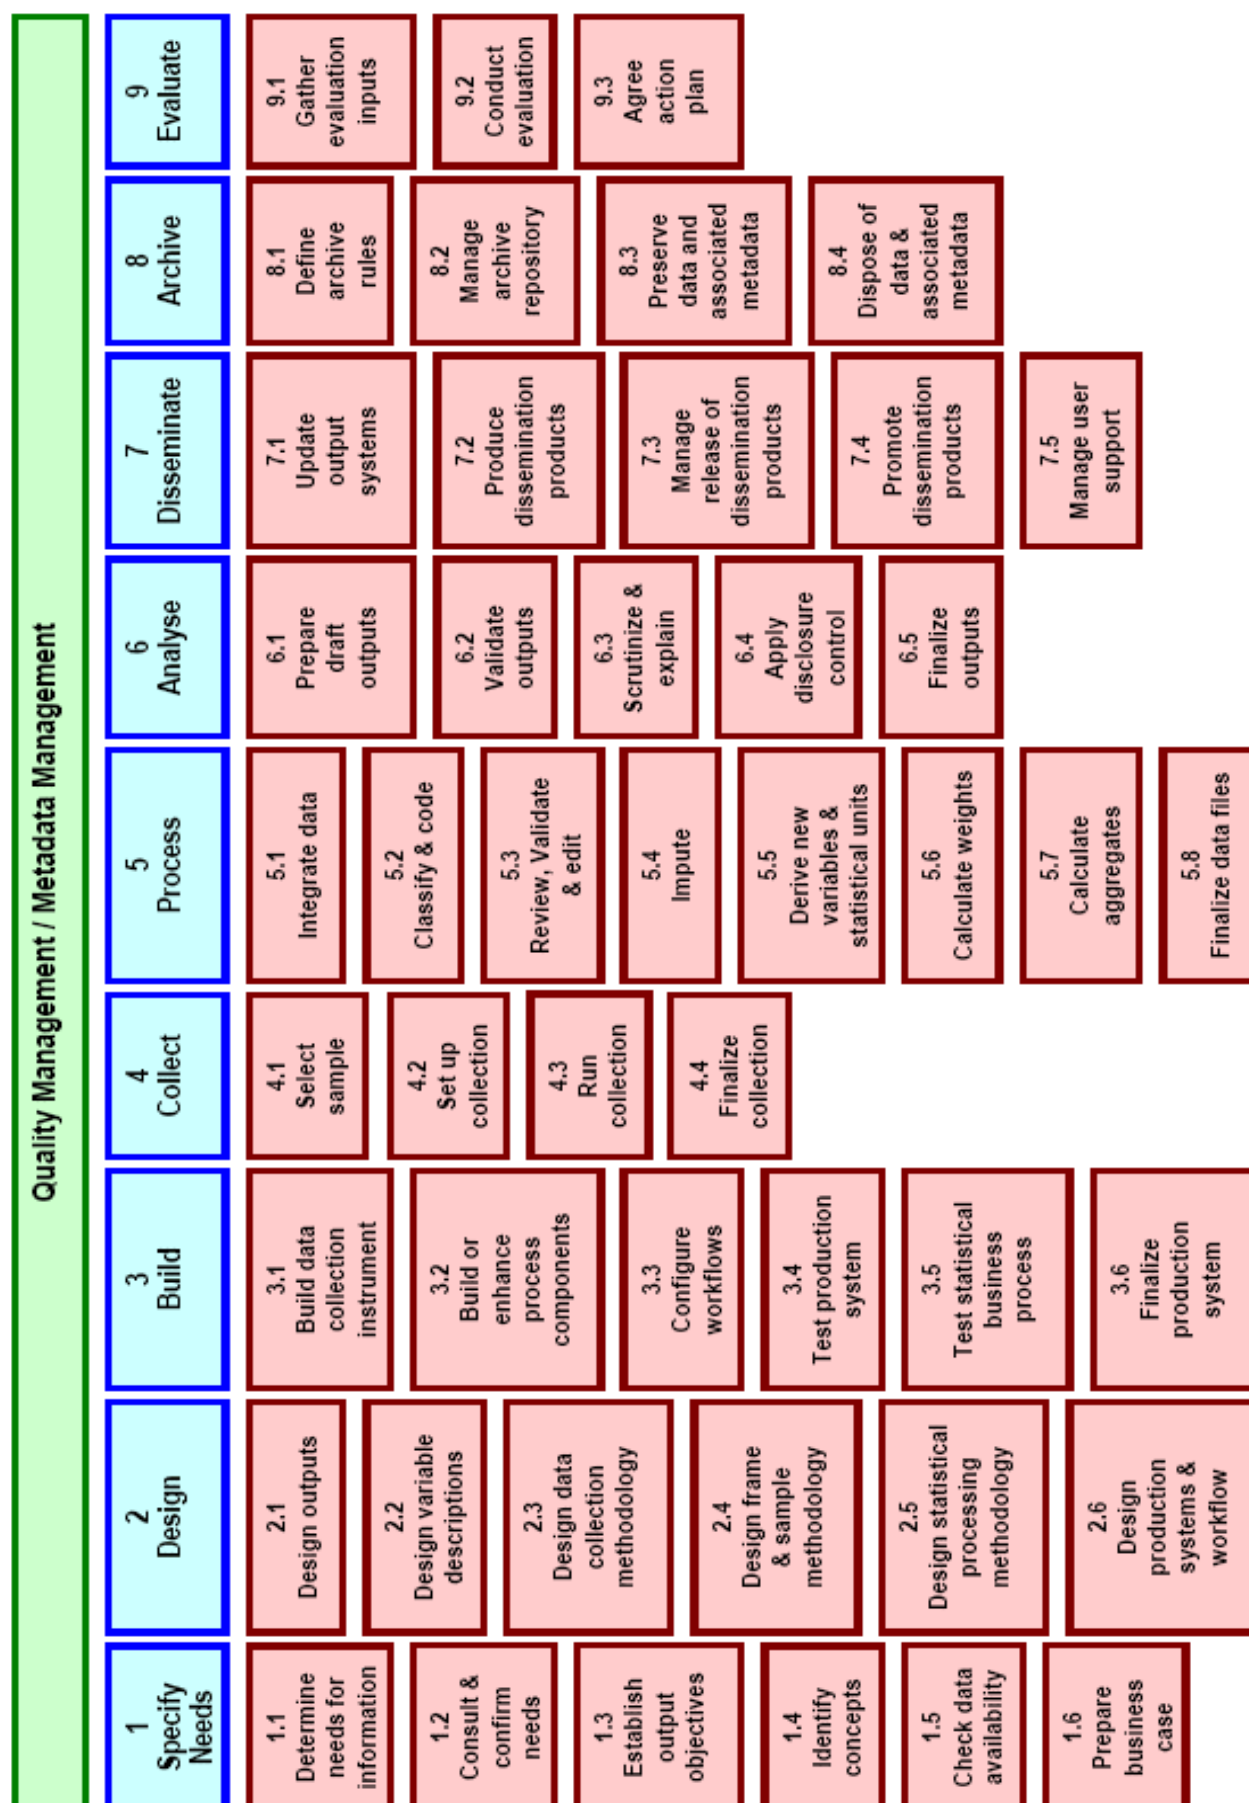 Quality Management / Metadata Management
1
Specify
Needs
1.1
Determine
needs for
information
1.2
Consult &
confirm
needs
1.3
Establish
output
objectives
1.4
Identify
concepts
1.5
Check data
availability
1.6
Prepare
business
case
2
Design
2.1
Design outputs
2.2
Design variable
descriptions
2.3
Design data
collection
methodology
2.4
Design frame
& sample
methodology
2.5
Design statistical
processing
methodology
2.6
Design
production
systems &
workflow
3
Build
3.1
Build data
collection
instrument
3.2
Build or
enhance
process
components
3.3
Configure
workflows
3.4
Test production
system
3.5
Test statistical
business
process
3.6
Finalize
production
system
4
Collect
4.1
Select
sample
4.2
Set up
collection
4.3
Run
collection
4.4
Finalize
collection
5
Process
5.1
Integrate data
5.2
Classify & code
5.3
Review, Validate
& edit
5.4
Impute
5.5
Derive new
variables &
statistical units
5.6
Calculate weights
5.7
Calculate
aggregates
5.8
Finalize data files
6
Analyse
6.1
Prepare
draft
outputs
6.2
Validate
outputs
6.3
Scrutinize &
explain
6.4
Apply
disclosure
control
6.5
Finalize
outputs
7
Disseminate
7.1
Update
output
systems
7.2
Produce
dissemination
products
7.3
Manage
release of
dissemination
products
7.4
Promote
dissemination
products
7.5
Manage user
support
8
Archive
8.1
Define
archive
rules
8.2
Manage
archive
repository
8.3
Preserve
data and
associated
metadata
8.4
Dispose of
data &
associated
metadata
9
Evaluate
9.1
Gather
evaluation
inputs
9.2
Conduct
evaluation
9.3
Agree
action
plan